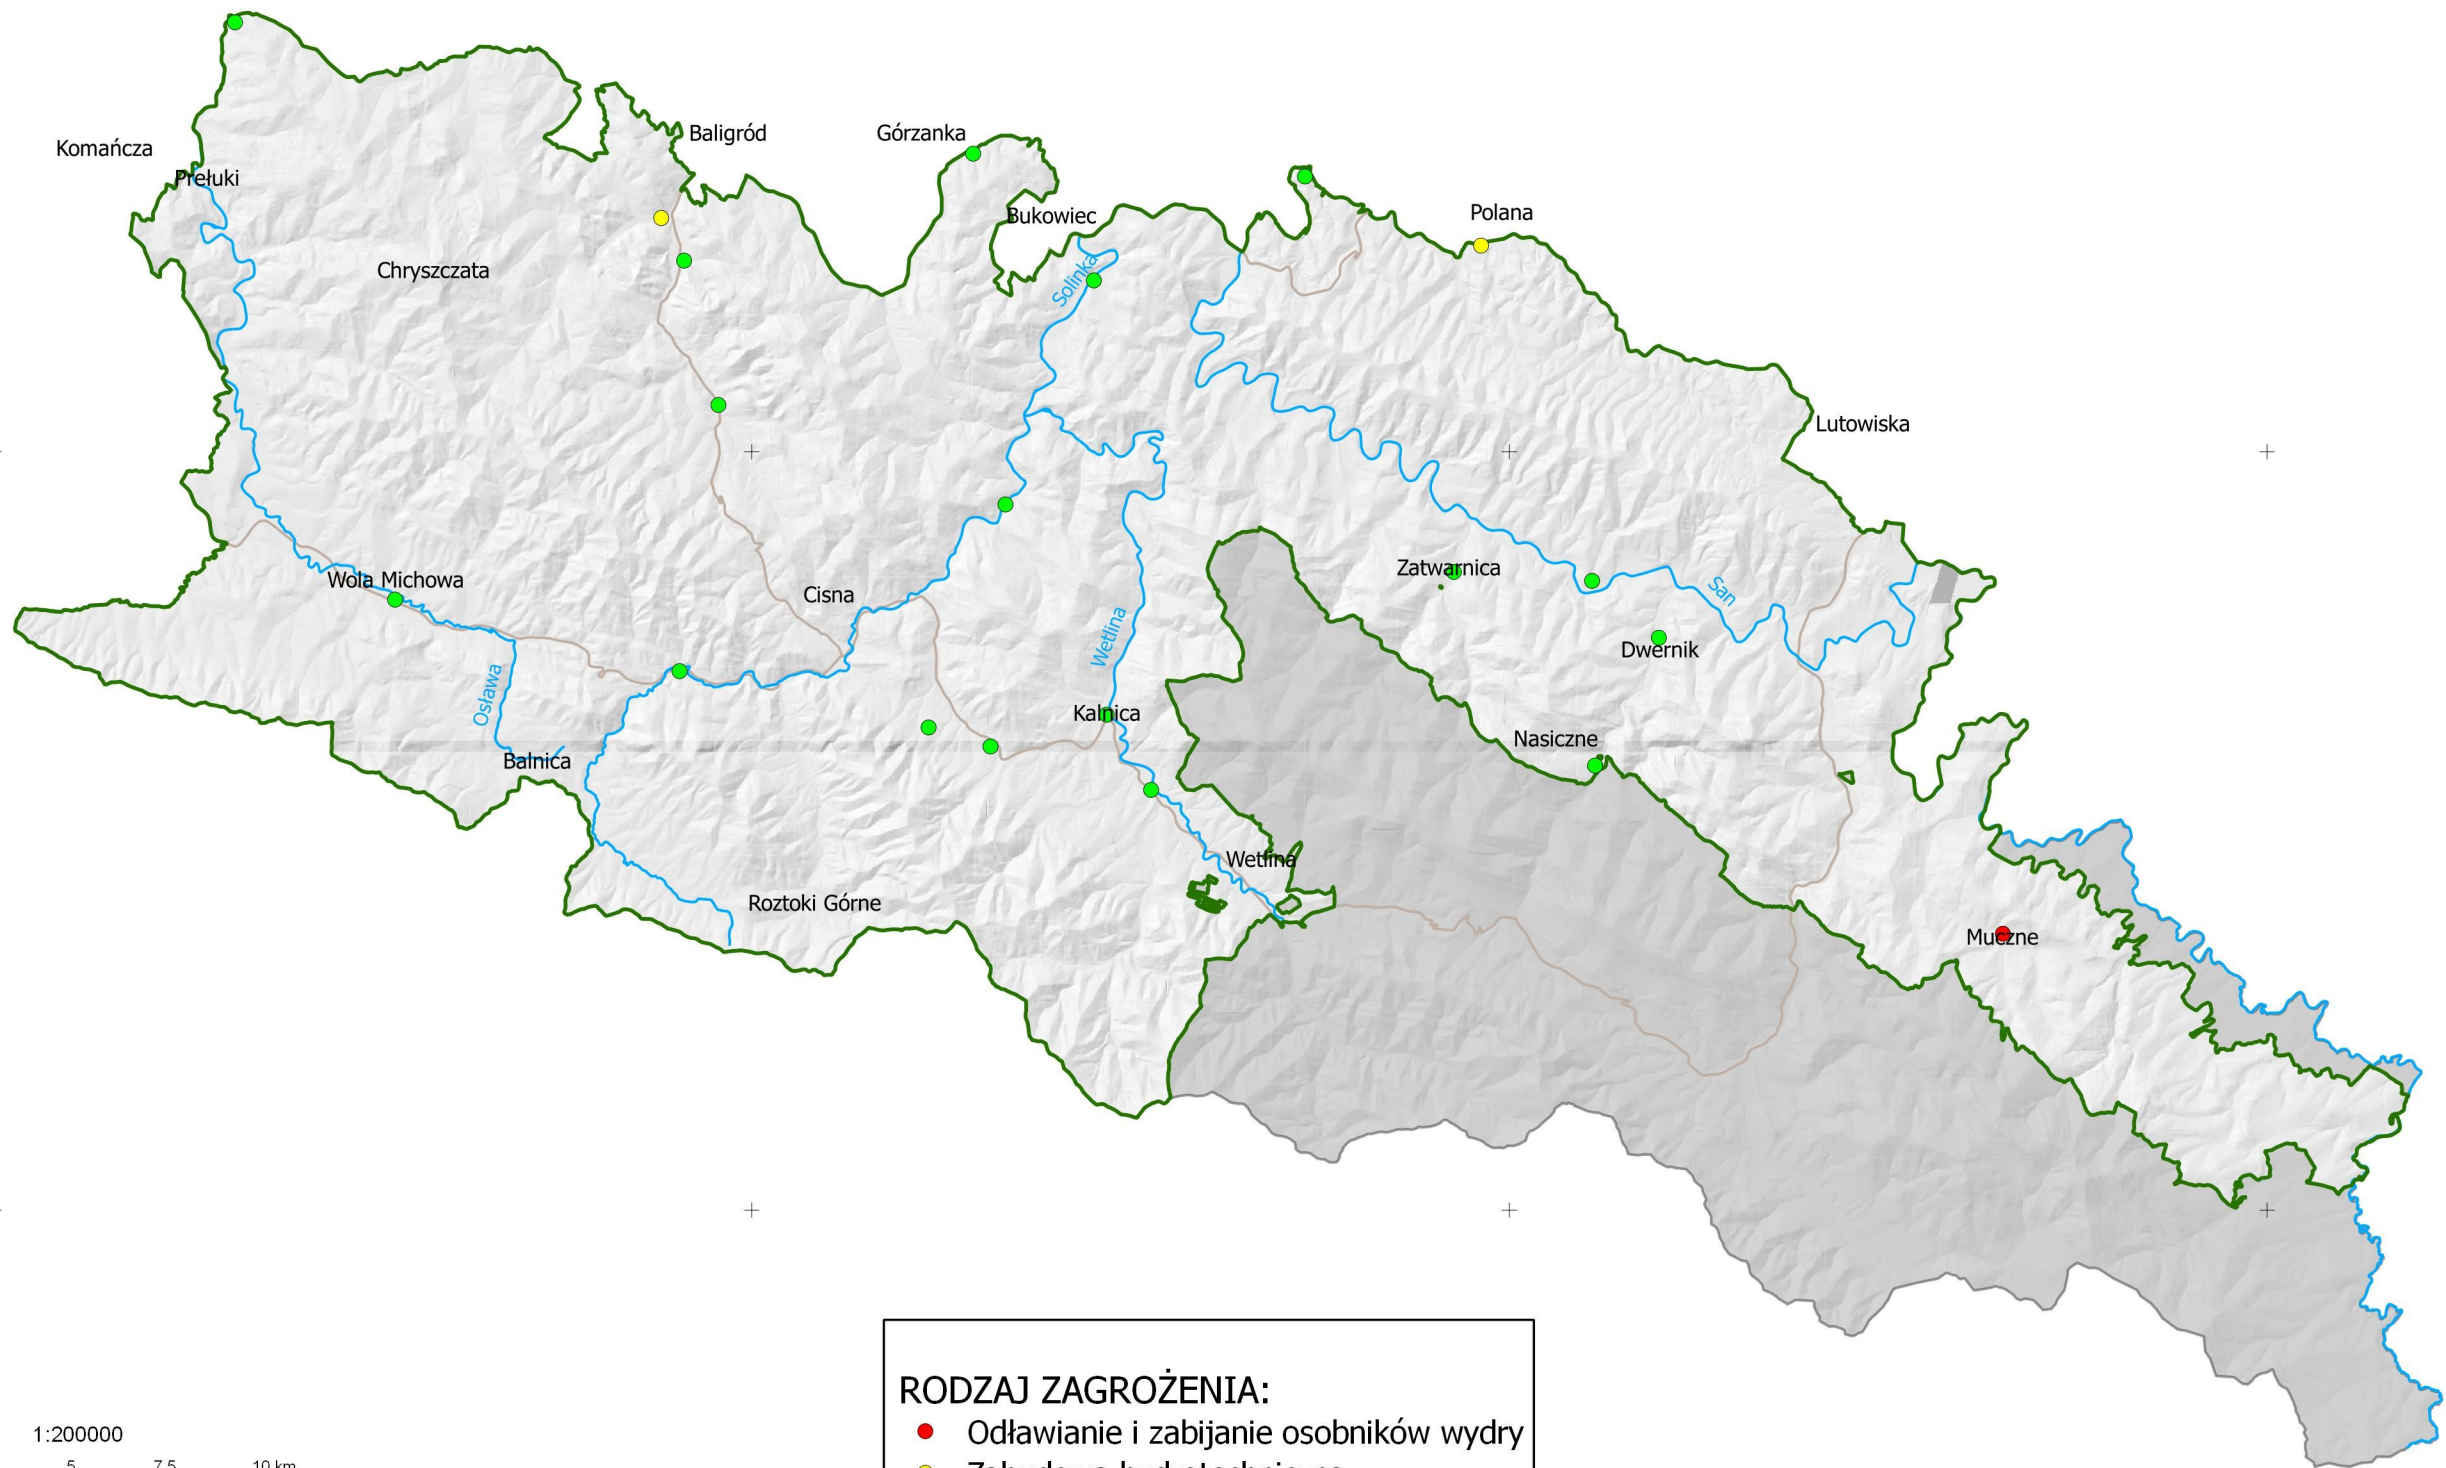 Komańcza
Prełuki
Baligród
Górzanka
Bukowiec
Polana
Chryszczata
Solinka
Lutowiska
Wola Michowa
Cisna
Zatwarnica
San
Wetlina
Dwernik
Osława
Kalnica
Nasiczne
Balnica
Wetlina
Roztoki Górne
Muczne
RODZAJ ZAGROŻENIA:
Odławianie i zabijanie osobników wydry
1:200000
5 7,5 10 km